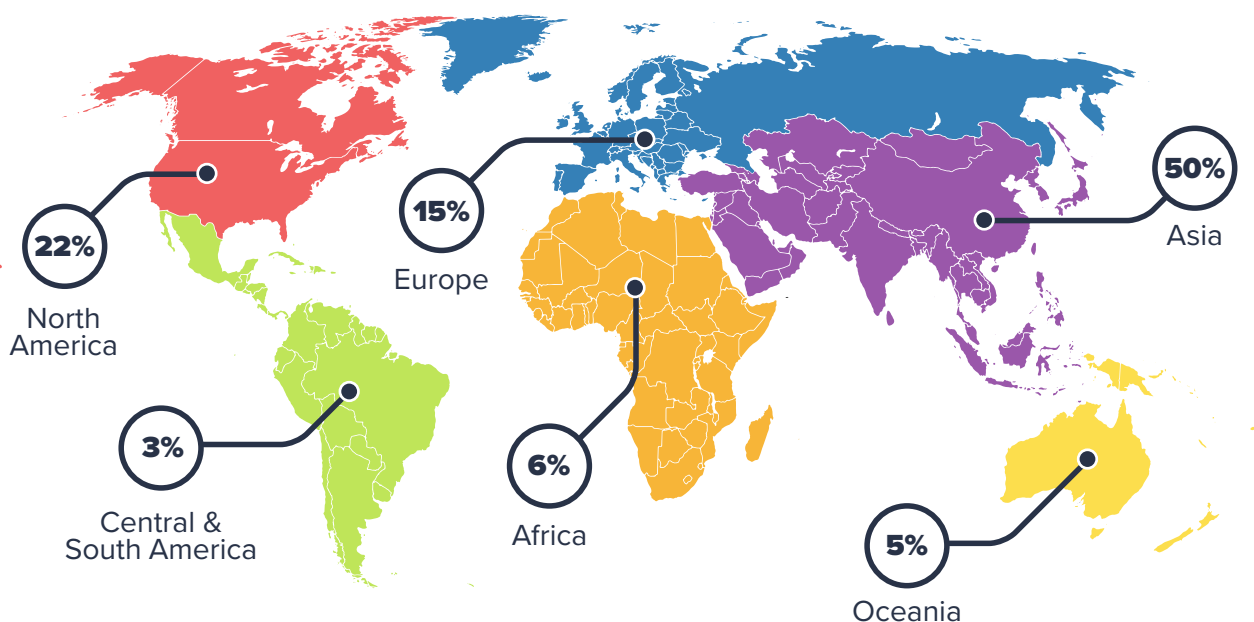 22%
North
America
15%
Europe
50%
Asia
3%
Central &
South America
6%
Africa
5%
Oceania